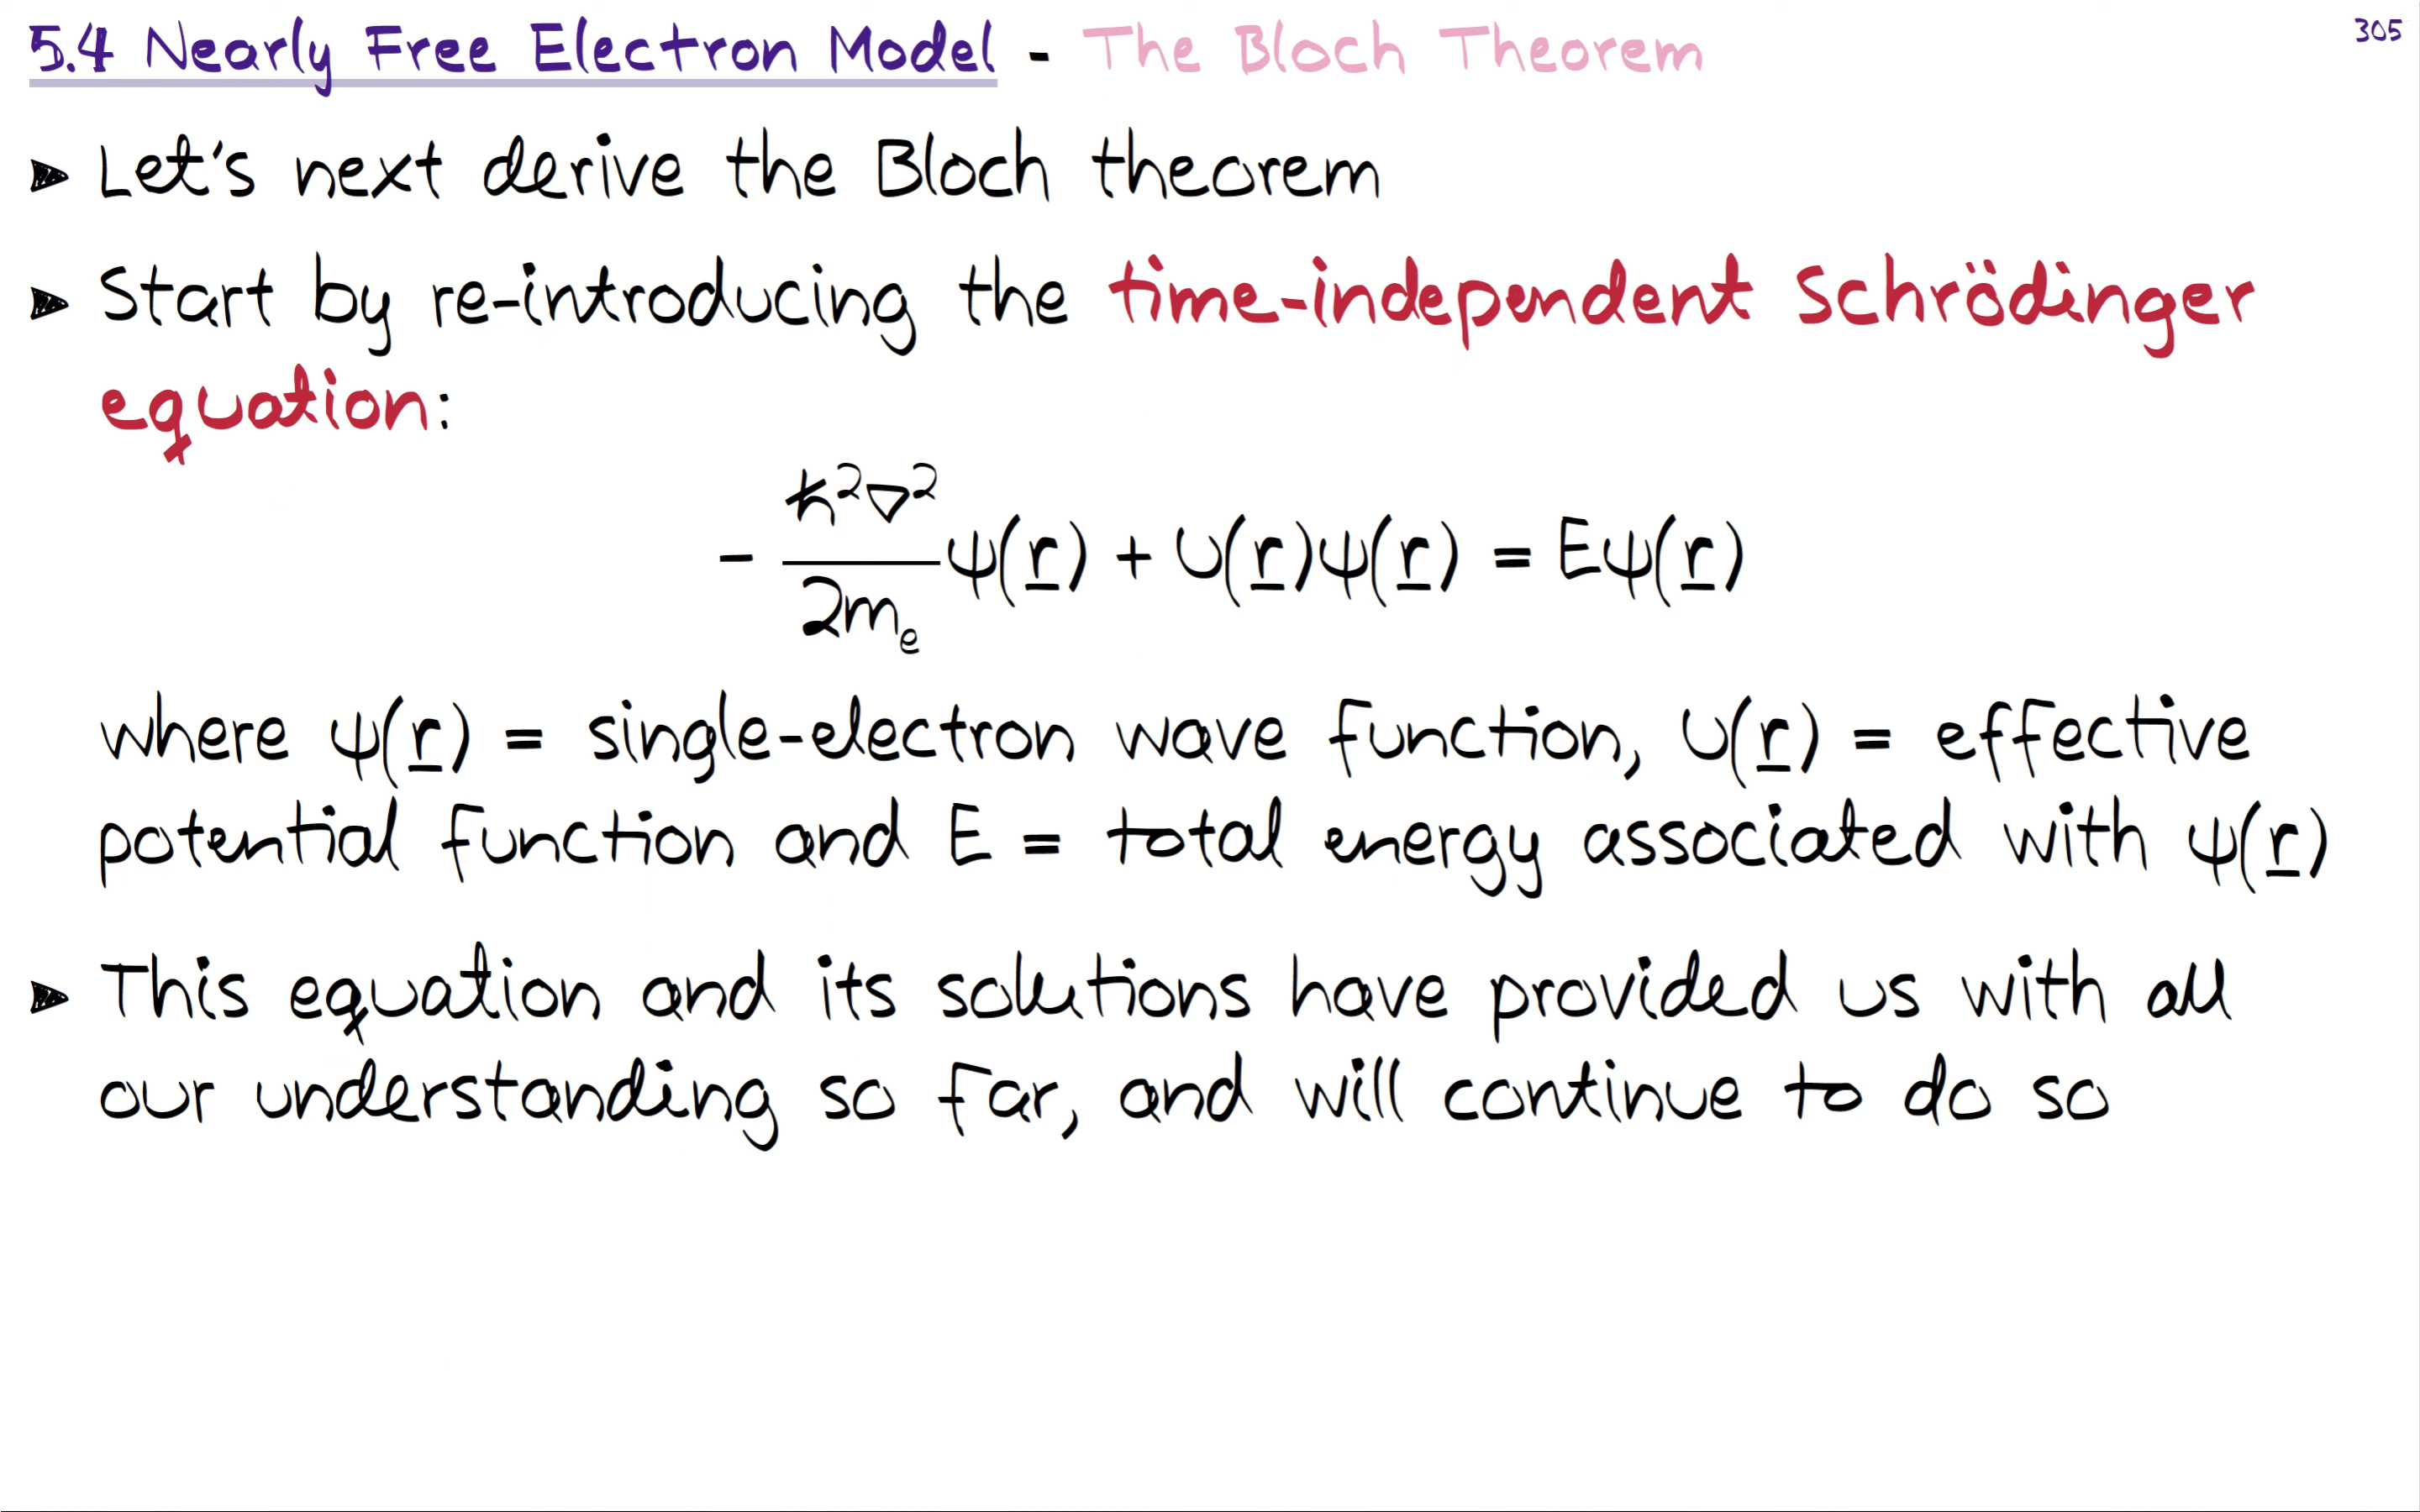 5.4 Nearly Free Electron Model - The Bloch Theorem
305
▶ Let's next derive the Bloch theorem
▶ Start by re-introducing the time-independent Schrödinger
equation:
- ħ²∇²/2mₑ ψ(r) + U(r)ψ(r) = Eψ(r)
where ψ(r) = single-electron wave function, U(r) = effective
potential function and E = total energy associated with ψ(r)
▶ This equation and its solutions have provided us with all
our understanding so far, and will continue to do so